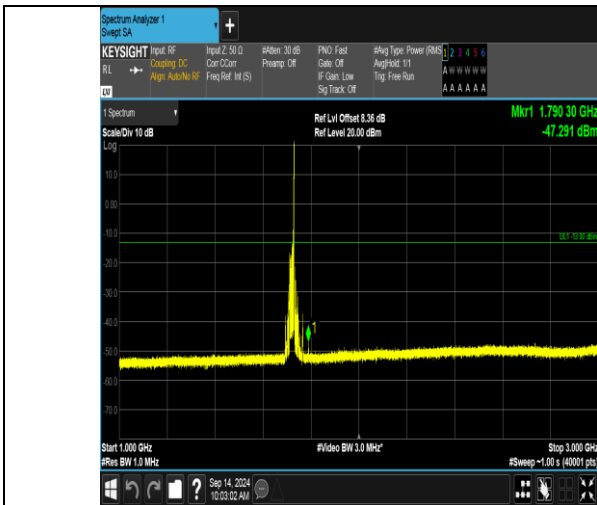 Spectrum Analyzer 1
Swept SA
+
KEYSIGHT
RL
Input: RF
Coupling: DC
Align: Auto/No RF
Input Z: 50 Ω
Corr CCorr
Freq Ref: Int (S)
#Atten: 30 dB
Preamp: Off
PNO: Fast
Gate: Off
IF Gain: Low
Sig Track: Off
#Avg Type: Power (RMS
Avg|Hold: 1/1
Trig: Free Run
1 2 3 4 5 6
A W W W W W
A A A A A A
1 Spectrum
Scale/Div 10 dB
Log
Ref Lvl Offset 8.36 dB
Ref Level 20.00 dBm
Mkr1 1.790 30 GHz
-47.291 dBm
10.0
0.00
-10.0
DL1 -13.00 dBm
-20.0
-30.0
-40.0
1
-50.0
-60.0
-70.0
Start 1.000 GHz
#Res BW 1.0 MHz
#Video BW 3.0 MHz*
Stop 3.000 GHz
#Sweep ~1.00 s (40001 pts)
?
Sep 14, 2024
10:03:02 AM